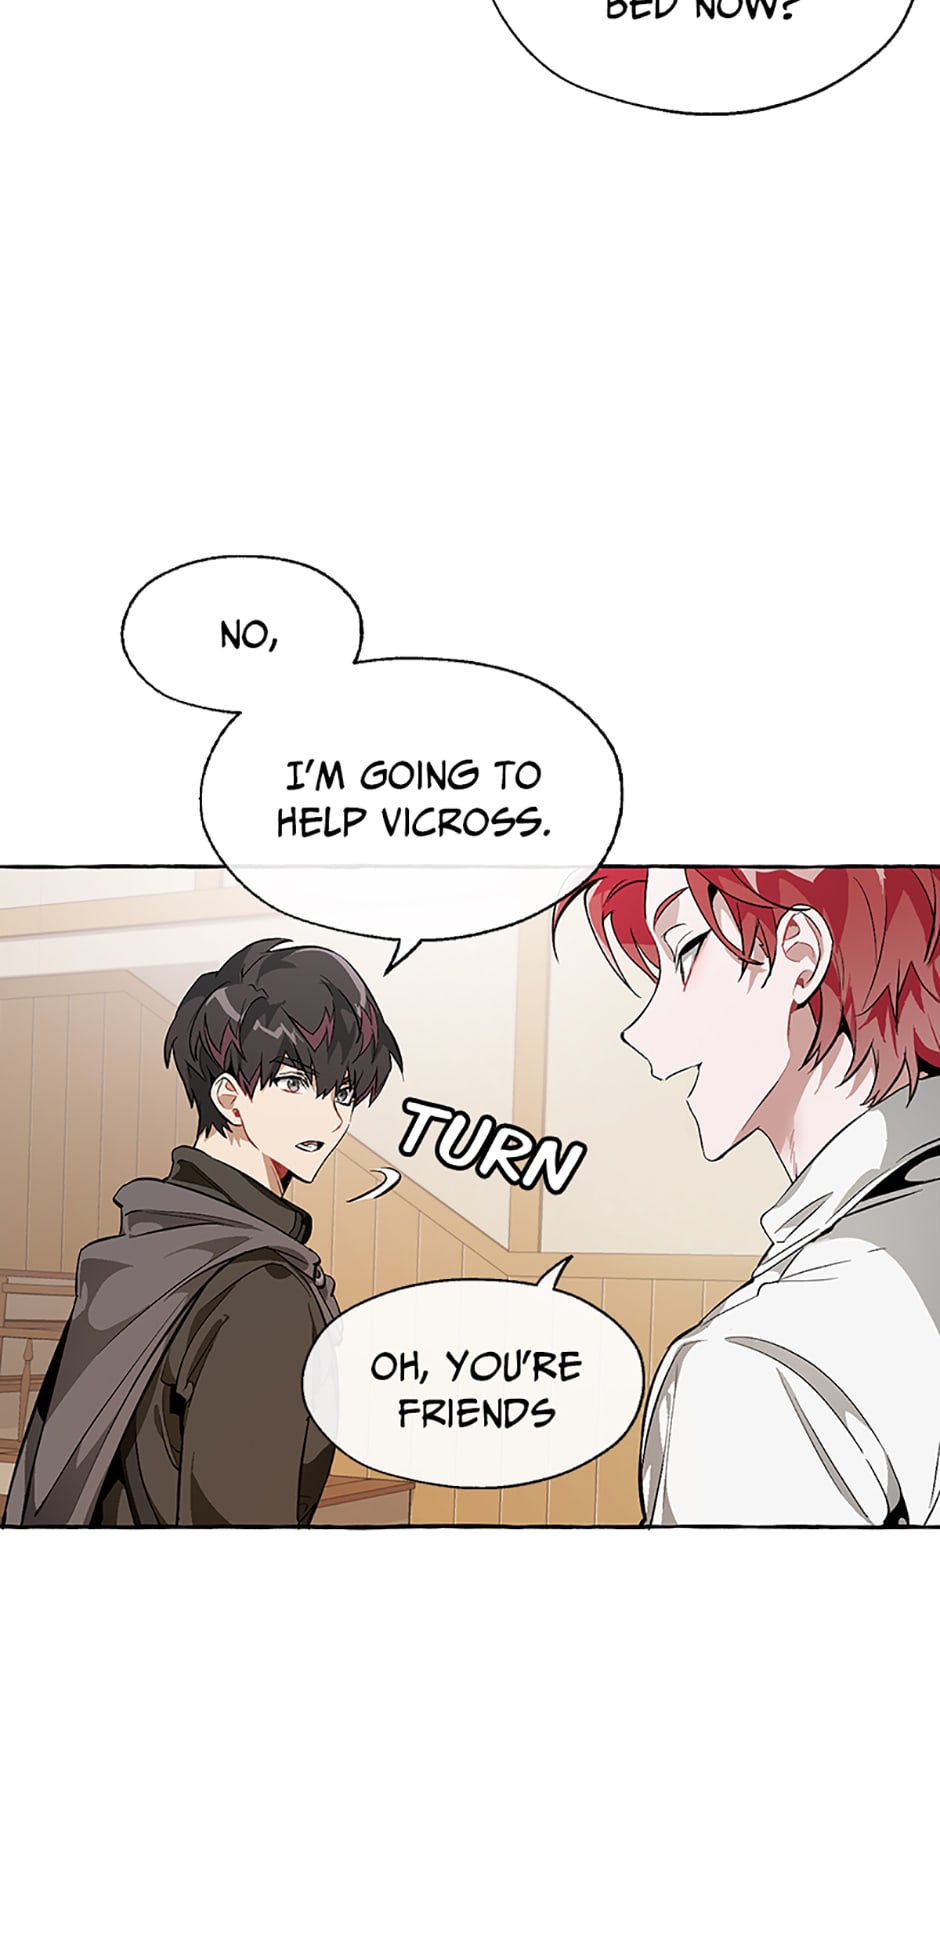 BED NOW?
NO,
I'M GOING TO
HELP VICROSS.
TURN
OH, YOU'RE
FRIENDS